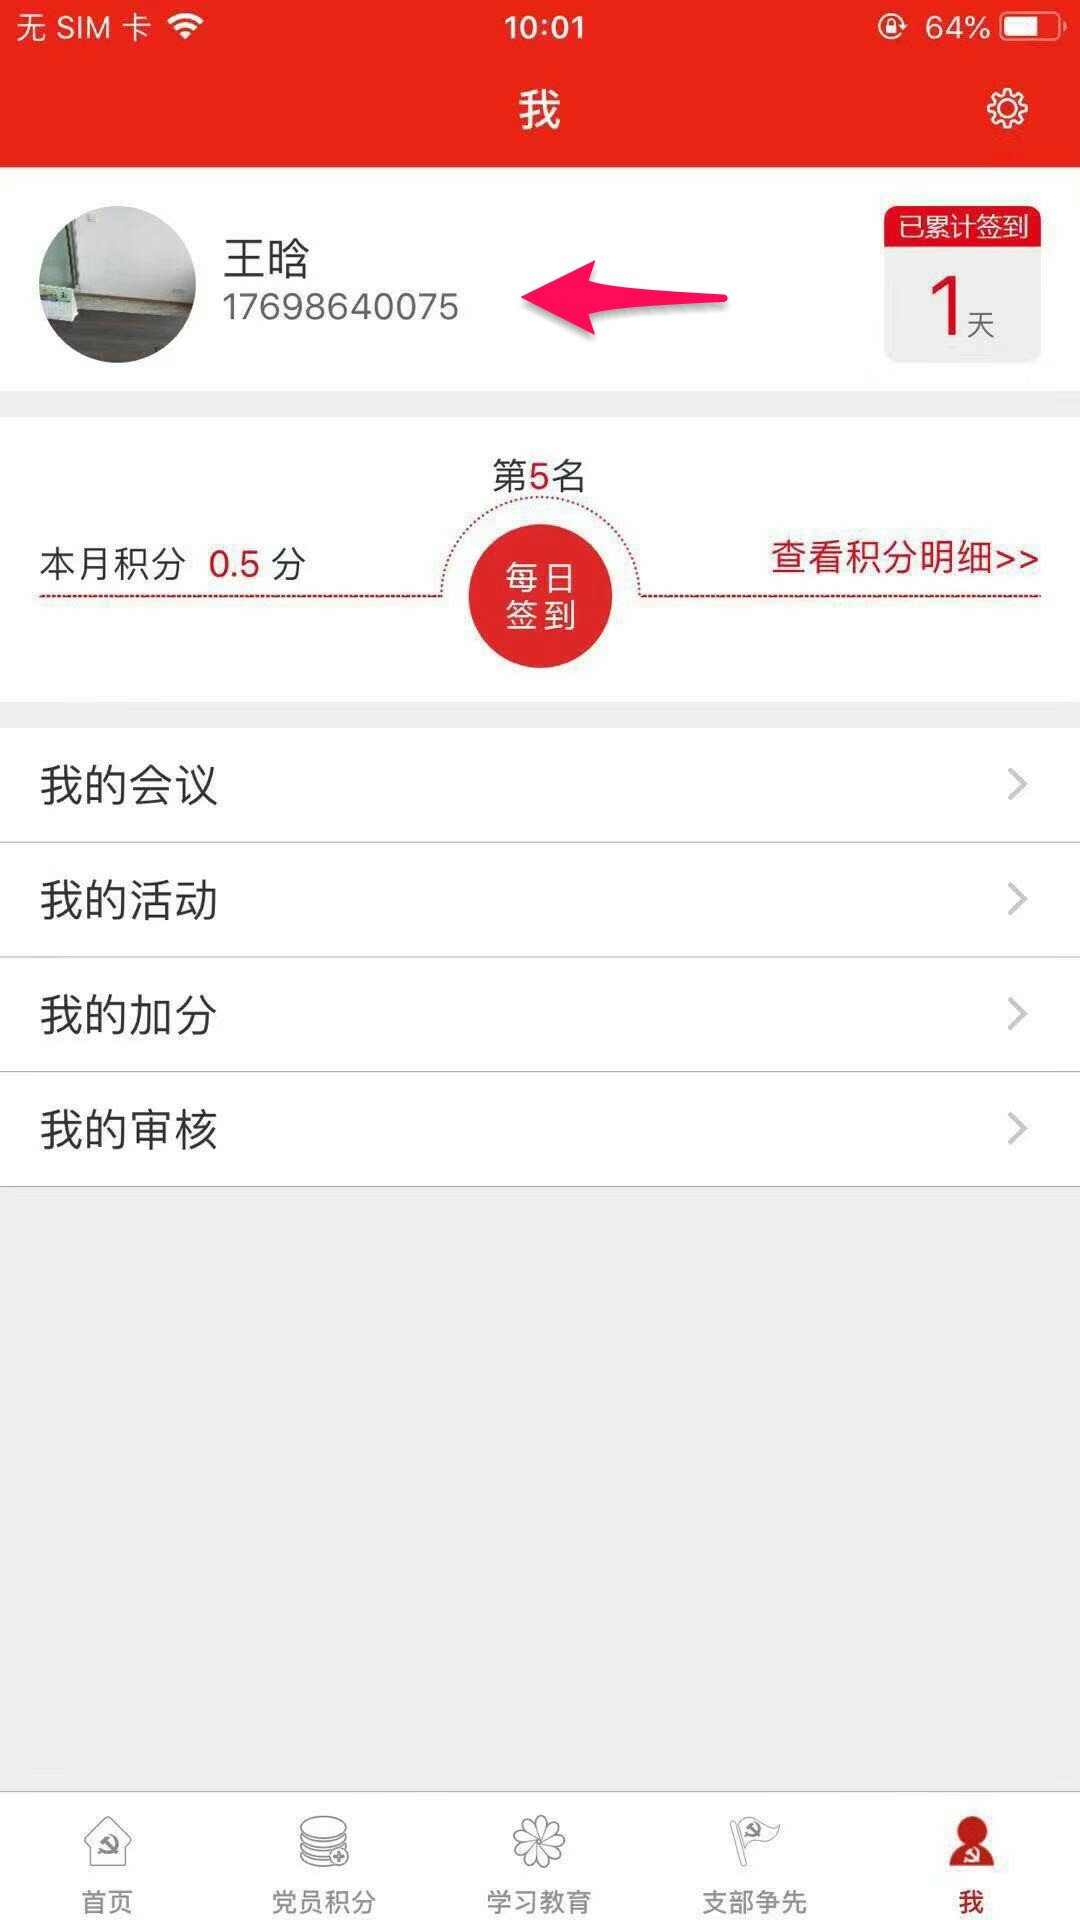 无 SIM 卡 10:01 64%
我
王晗
17698640075
已累计签到
1天
第5名
本月积分 0.5 分
每日
签到
查看积分明细>>
我的会议
我的活动
我的加分
我的审核
首页 党员积分 学习教育 支部争先 我